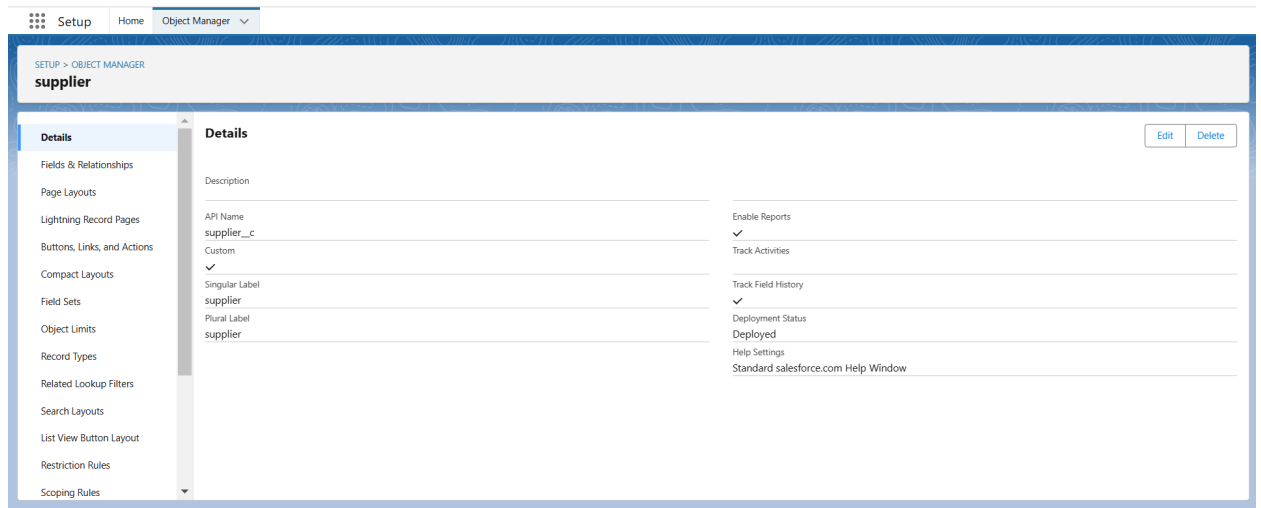 Setup
Home
Object Manager
SETUP > OBJECT MANAGER
supplier
Details
Fields & Relationships
Page Layouts
Lightning Record Pages
Buttons, Links, and Actions
Compact Layouts
Field Sets
Object Limits
Record Types
Related Lookup Filters
Search Layouts
List View Button Layout
Restriction Rules
Scoping Rules
Details
Edit
Delete
Description
API Name
supplier__c
Custom
Singular Label
supplier
Plural Label
supplier
Enable Reports
Track Activities
Track Field History
Deployment Status
Deployed
Help Settings
Standard salesforce.com Help Window